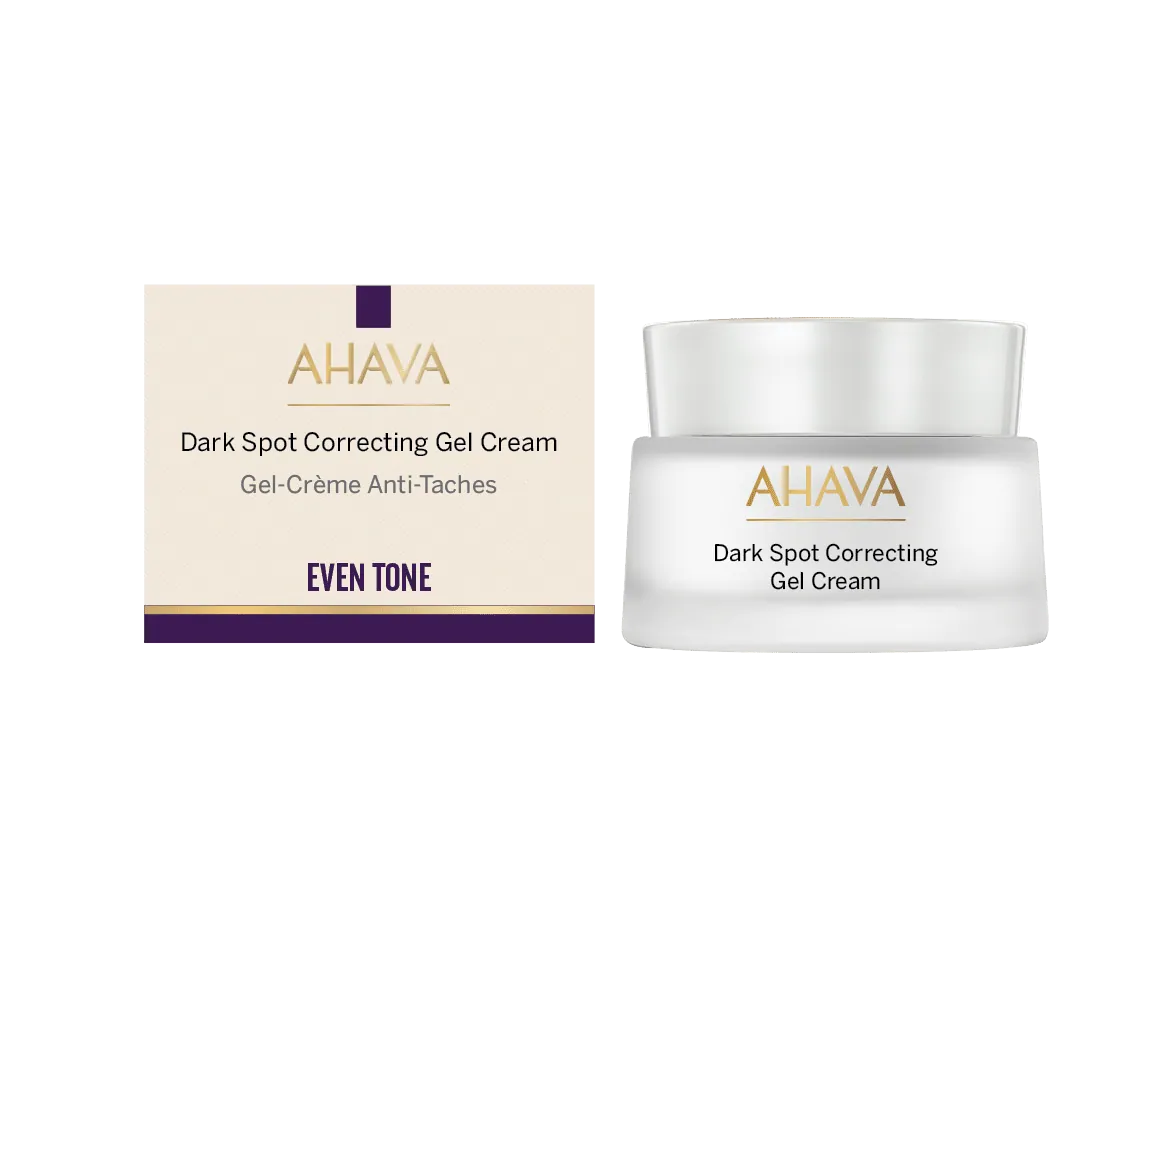 AHAVA
Dark Spot Correcting Gel Cream
Gel-Crème Anti-Taches
EVEN TONE
AHAVA
Dark Spot Correcting
Gel Cream